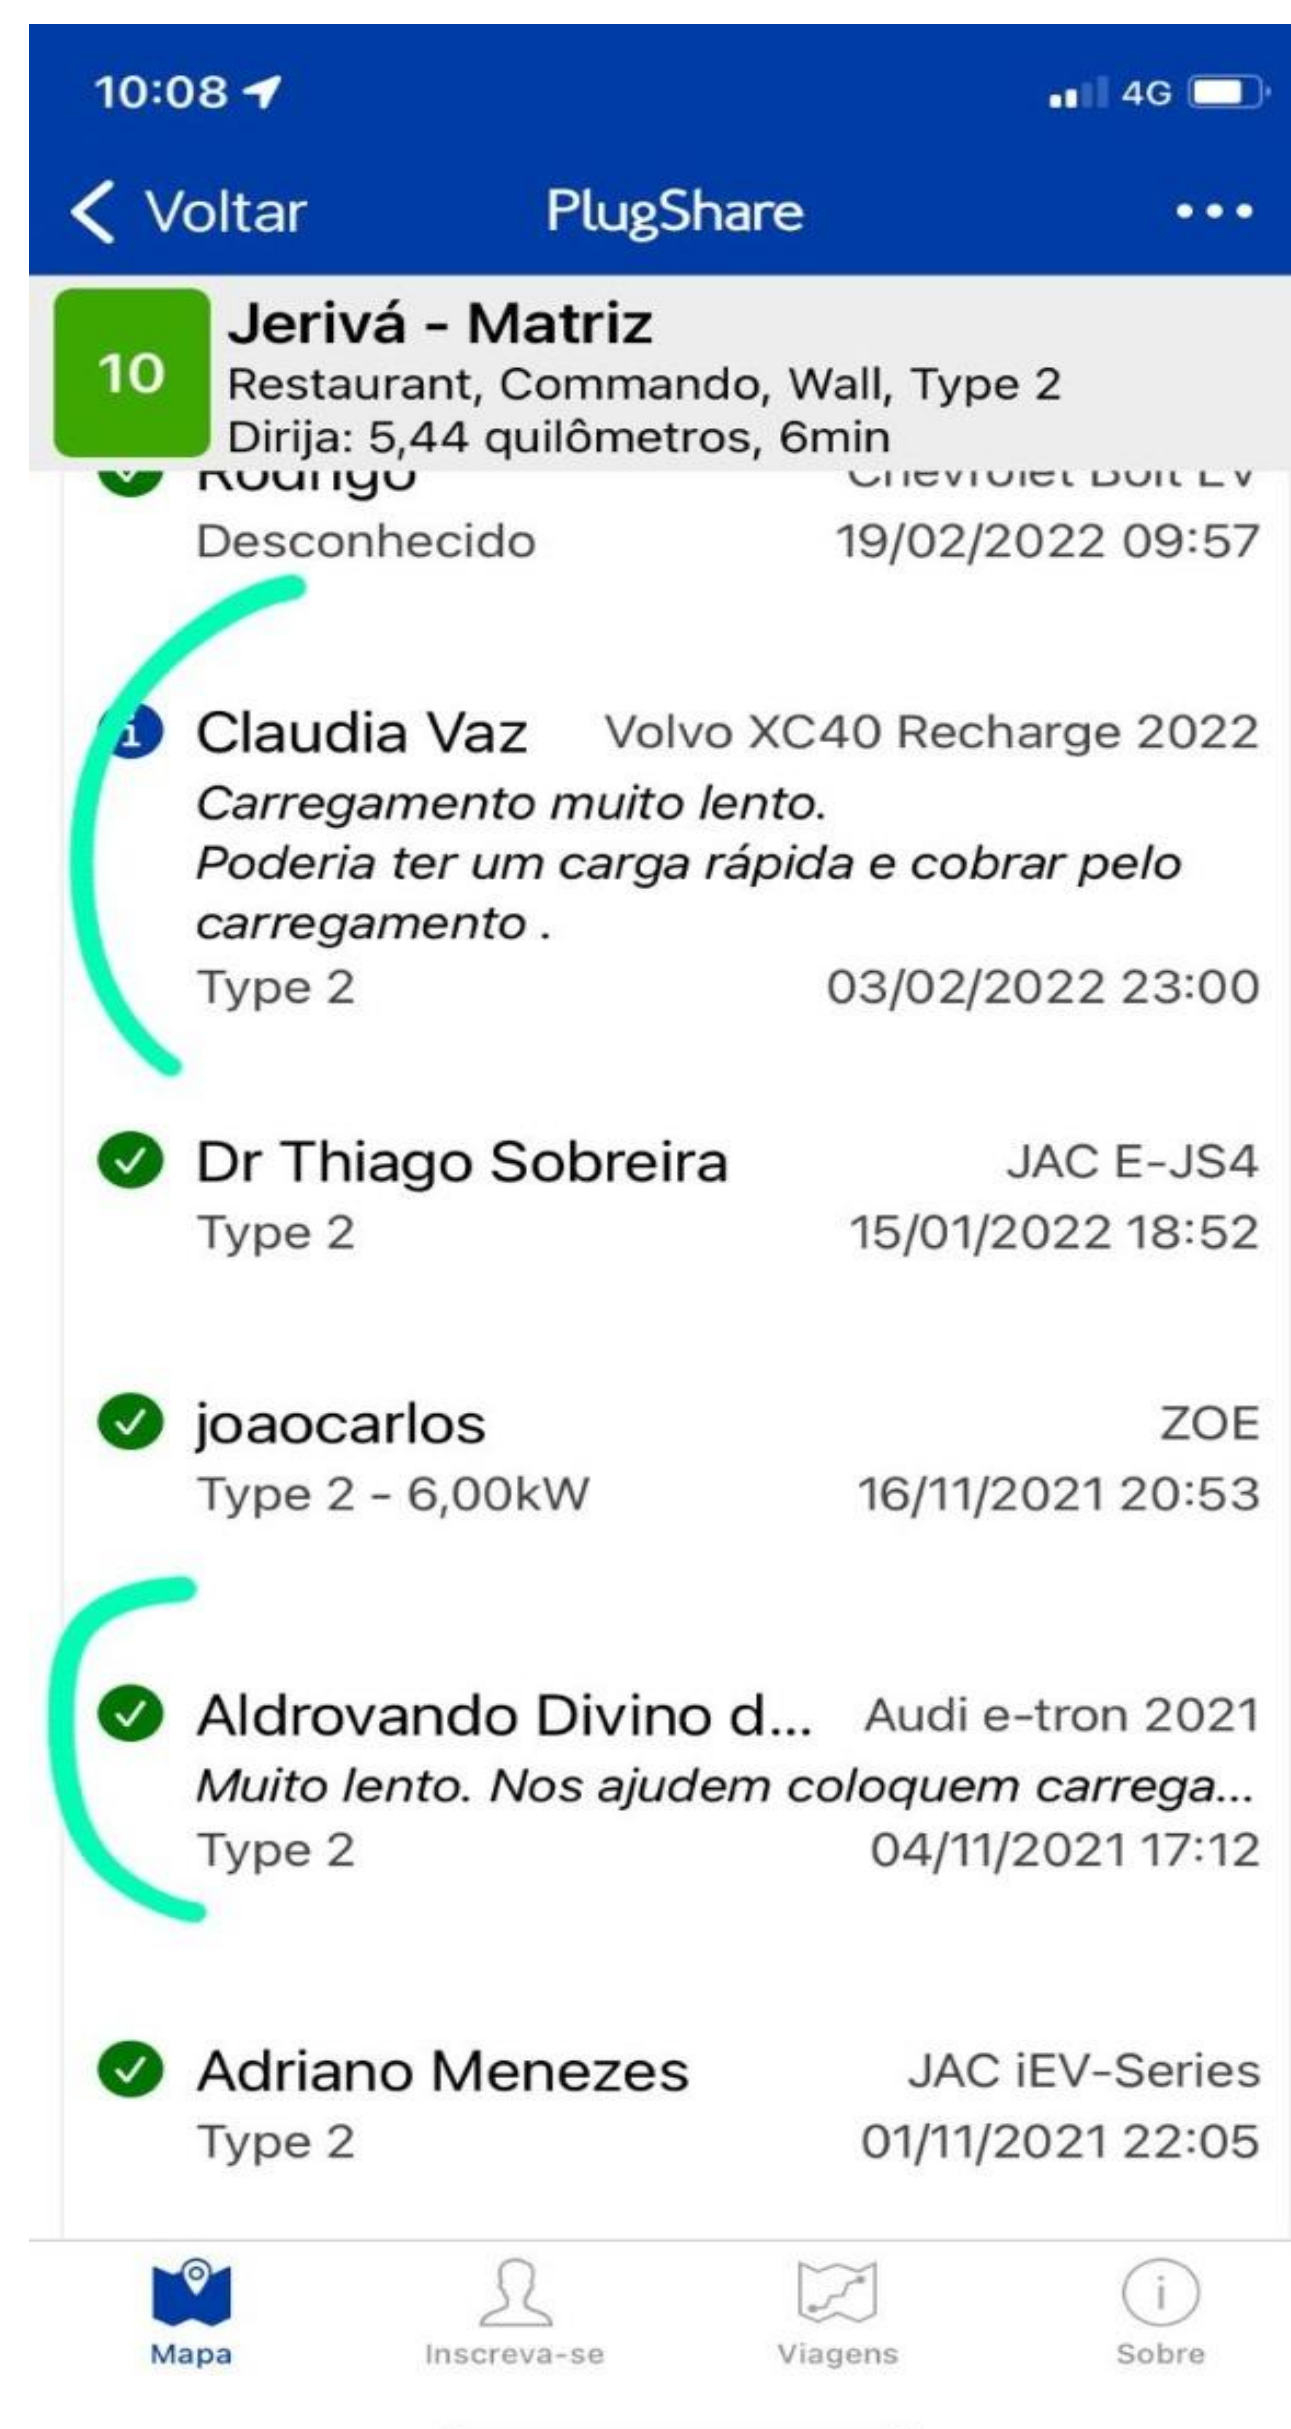 10:08
4G
Voltar
PlugShare
10
Jerivá - Matriz
Restaurant, Commando, Wall, Type 2
Dirija: 5,44 quilômetros, 6min
Rodrigo
Chevrolet Bolt EV
Desconhecido
19/02/2022 09:57
Claudia Vaz
Volvo XC40 Recharge 2022
Carregamento muito lento.
Poderia ter um carga rápida e cobrar pelo
carregamento .
Type 2
03/02/2022 23:00
Dr Thiago Sobreira
JAC E-JS4
Type 2
15/01/2022 18:52
joaocarlos
ZOE
Type 2 - 6,00kW
16/11/2021 20:53
Aldrovando Divino d...
Audi e-tron 2021
Muito lento. Nos ajudem coloquem carrega...
Type 2
04/11/2021 17:12
Adriano Menezes
JAC iEV-Series
Type 2
01/11/2021 22:05
Mapa
Inscreva-se
Viagens
Sobre